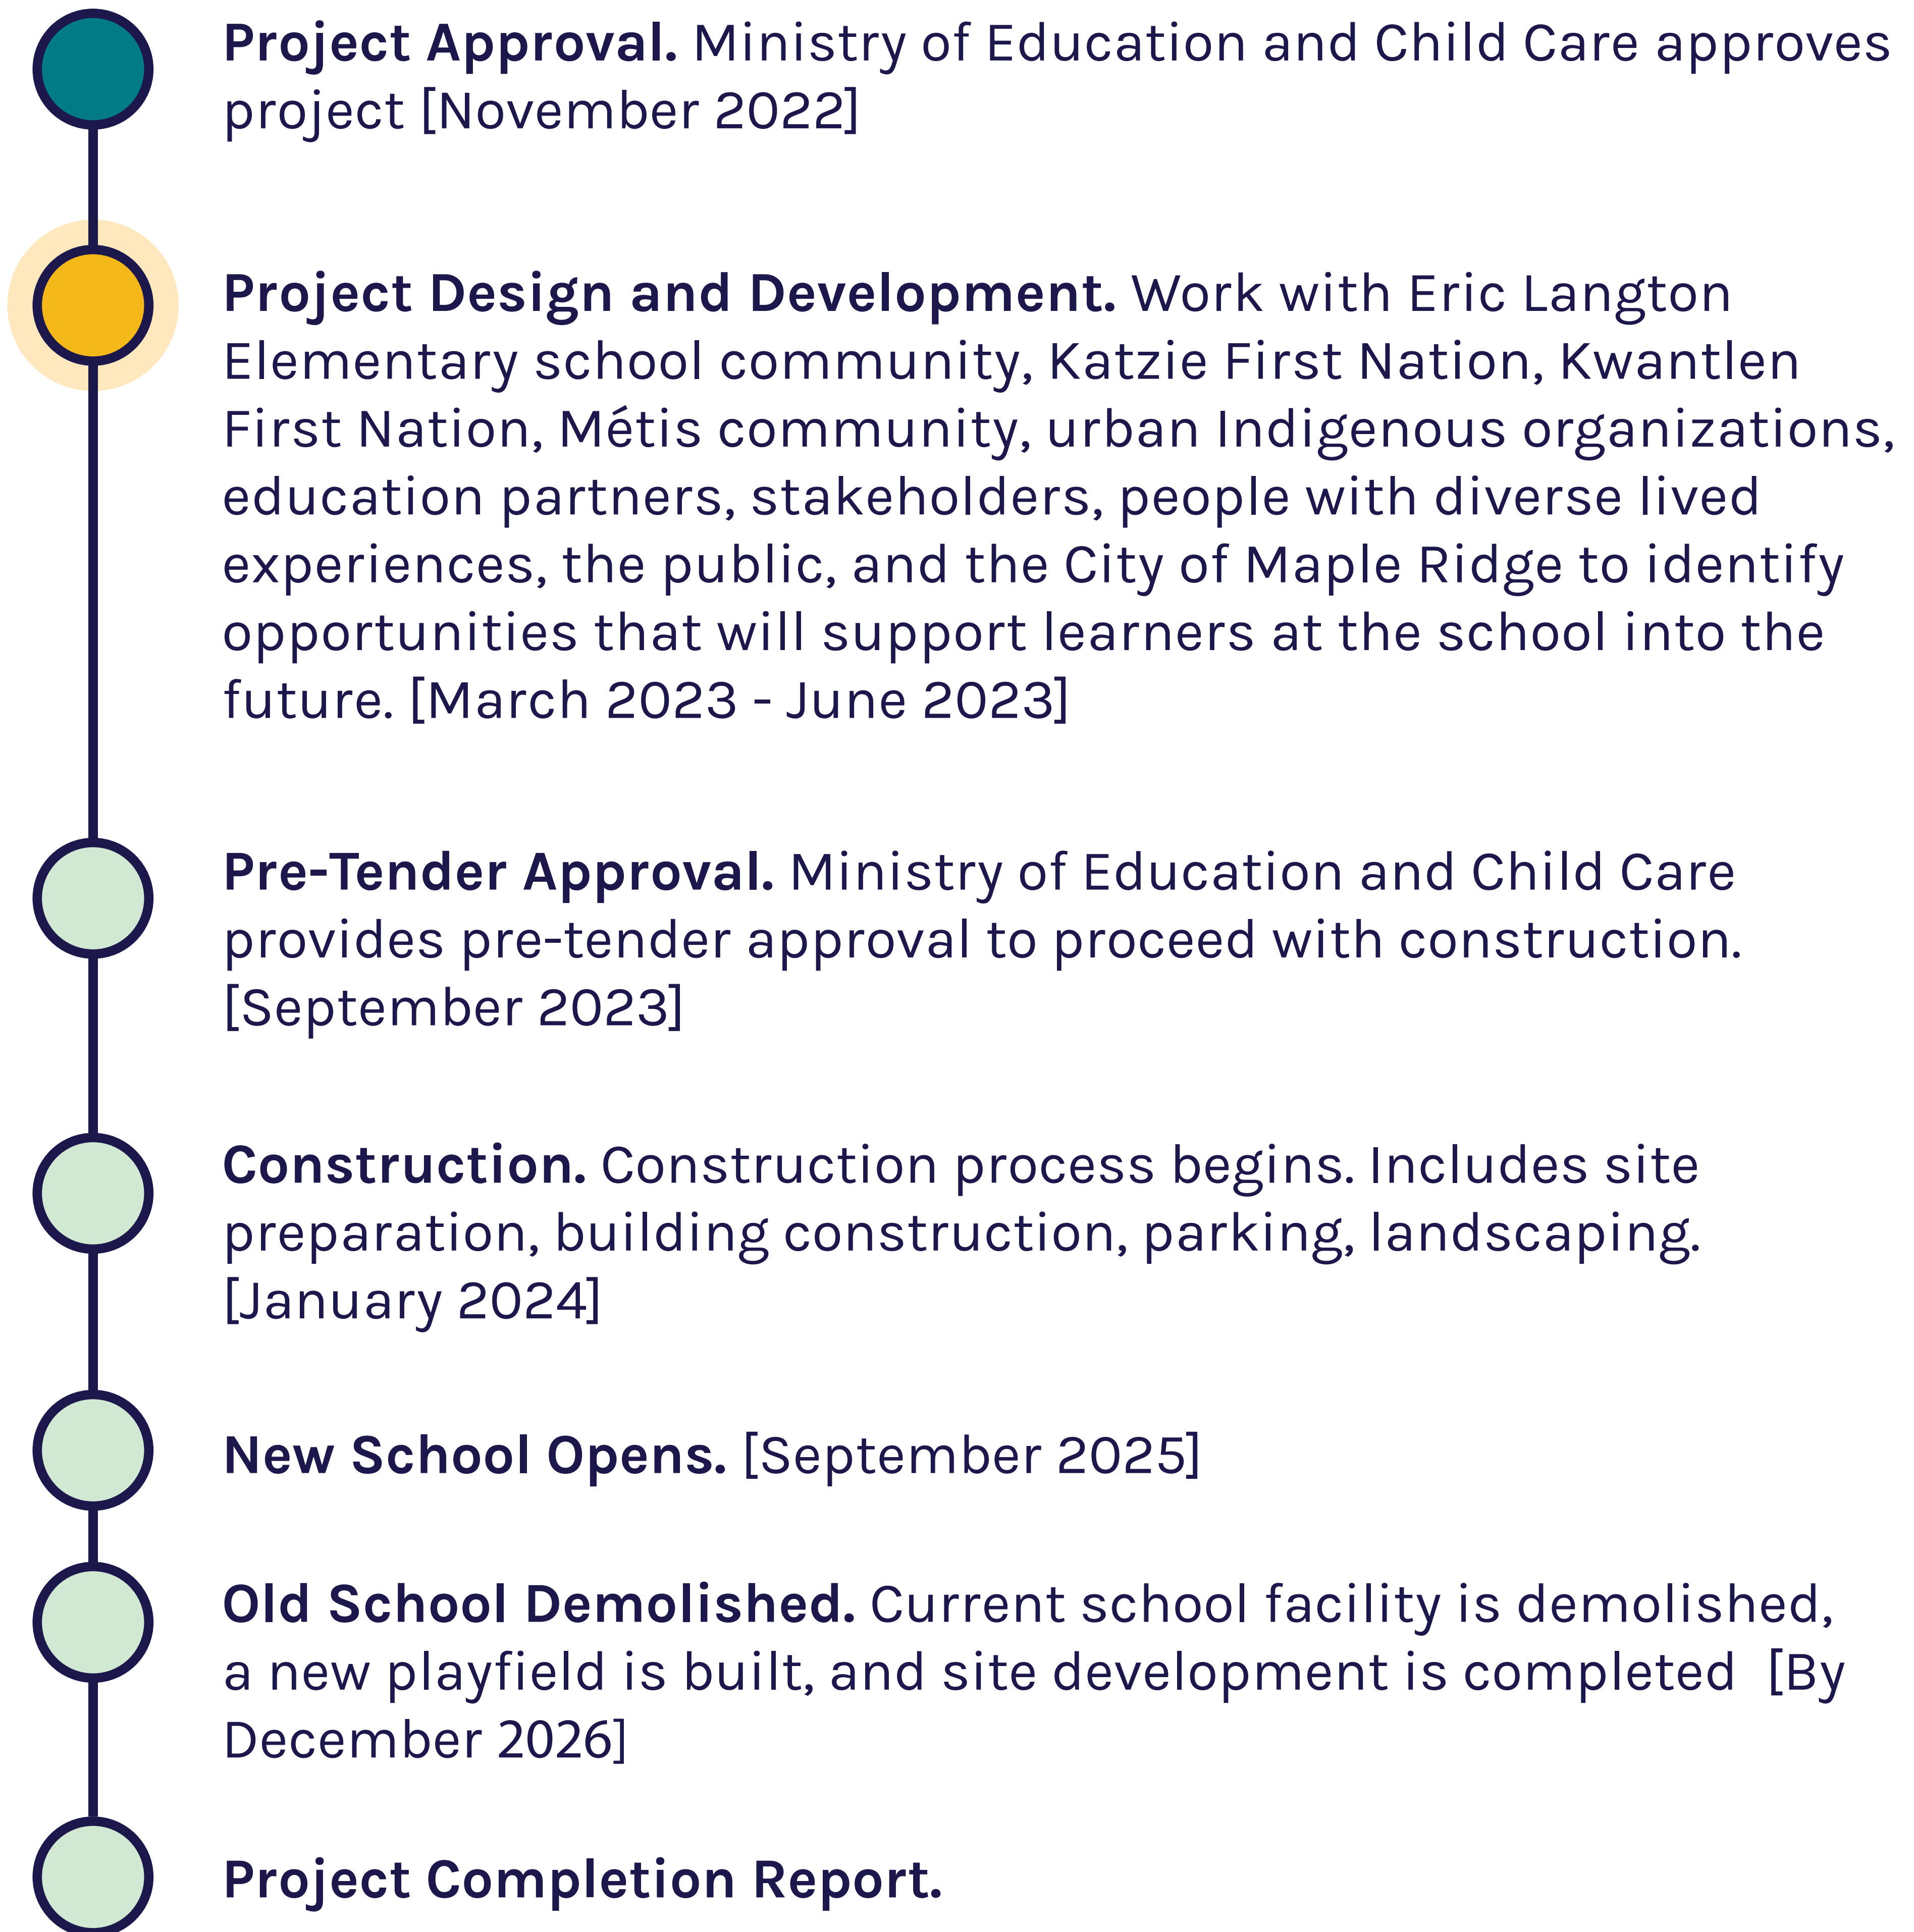 Project Approval. Ministry of Education and Child Care approves
project [November 2022]
Project Design and Development. Work with Eric Langton
Elementary school community, Katzie First Nation, Kwantlen
First Nation, Métis community, urban Indigenous organizations,
education partners, stakeholders, people with diverse lived
experiences, the public, and the City of Maple Ridge to identify
opportunities that will support learners at the school into the
future. [March 2023 - June 2023]
Pre-Tender Approval. Ministry of Education and Child Care
provides pre-tender approval to proceed with construction.
[September 2023]
Construction. Construction process begins. Includes site
preparation, building construction, parking, landscaping.
[January 2024]
New School Opens. [September 2025]
Old School Demolished. Current school facility is demolished,
a new playfield is built, and site development is completed  [By
December 2026]
Project Completion Report.